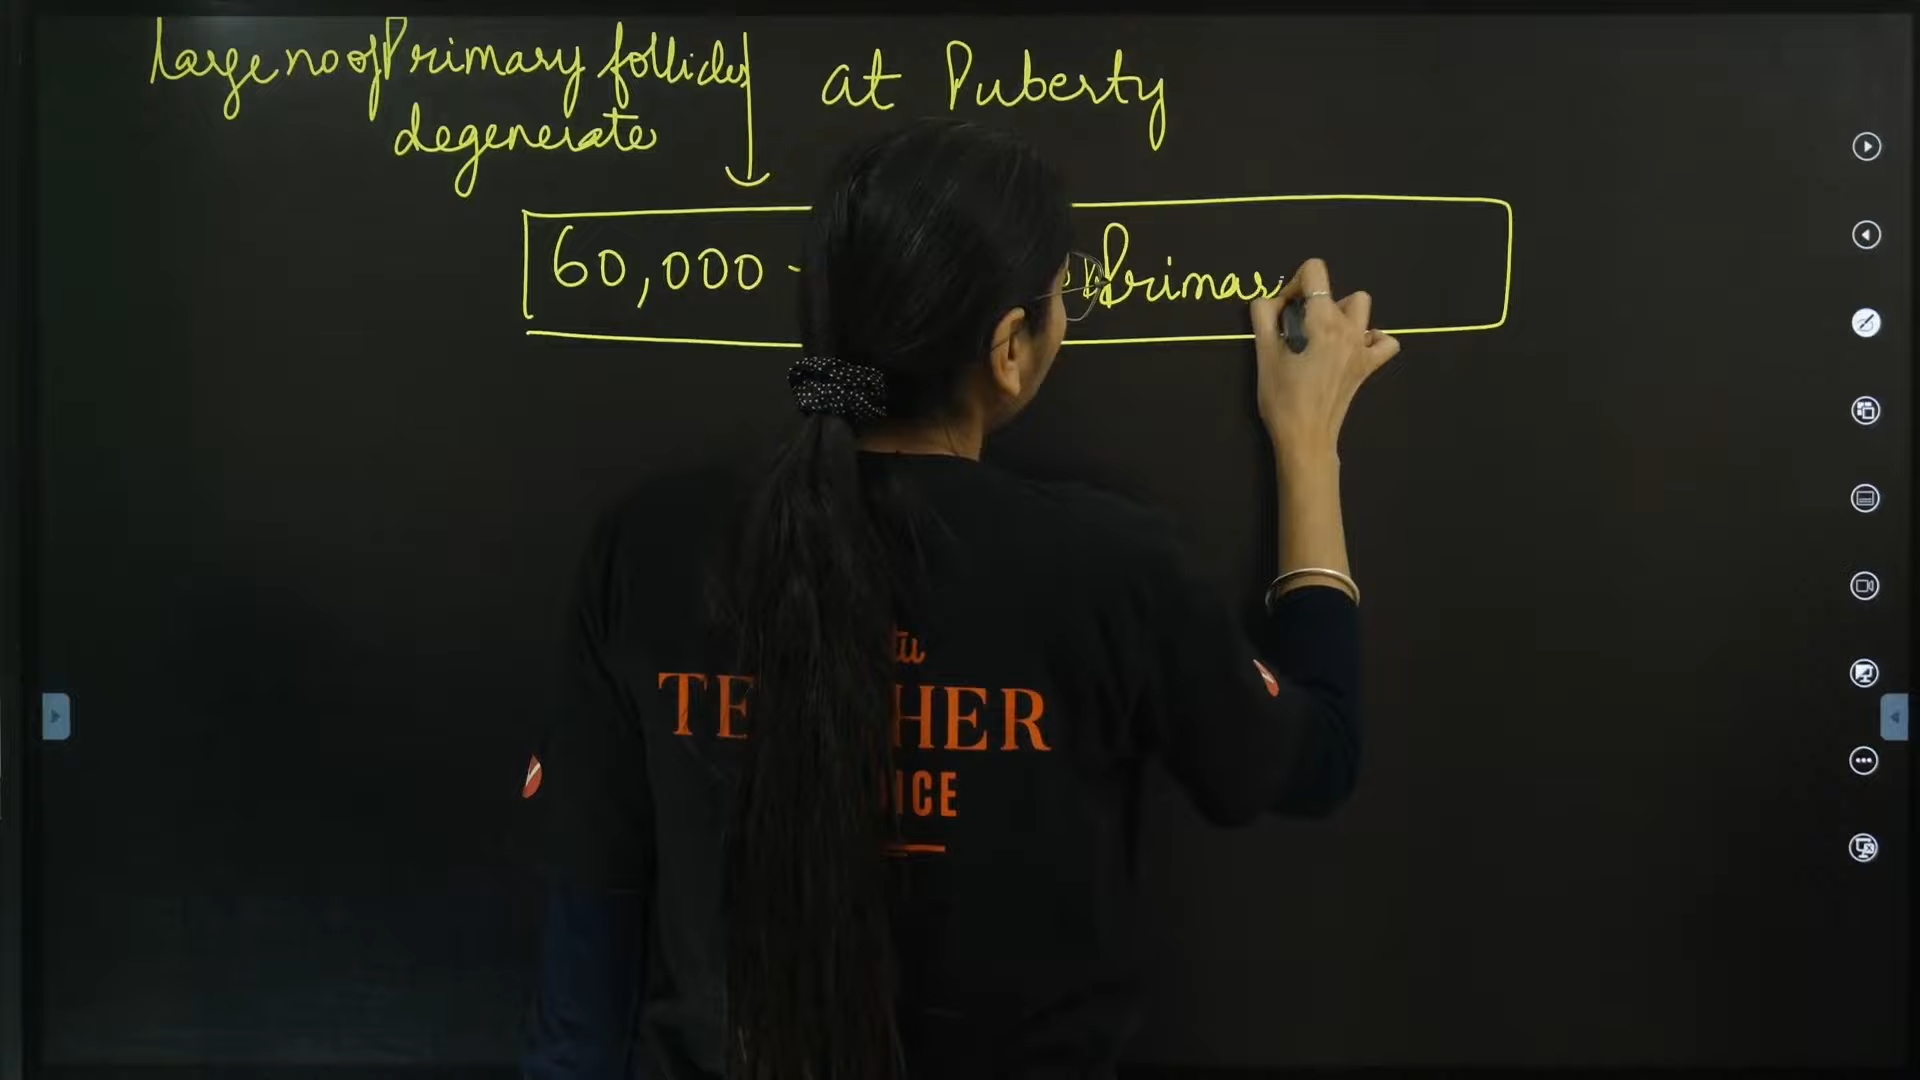 large no of Primary follicles
degenerate
at Puberty
60,000 - Primar
TE HER
ICE